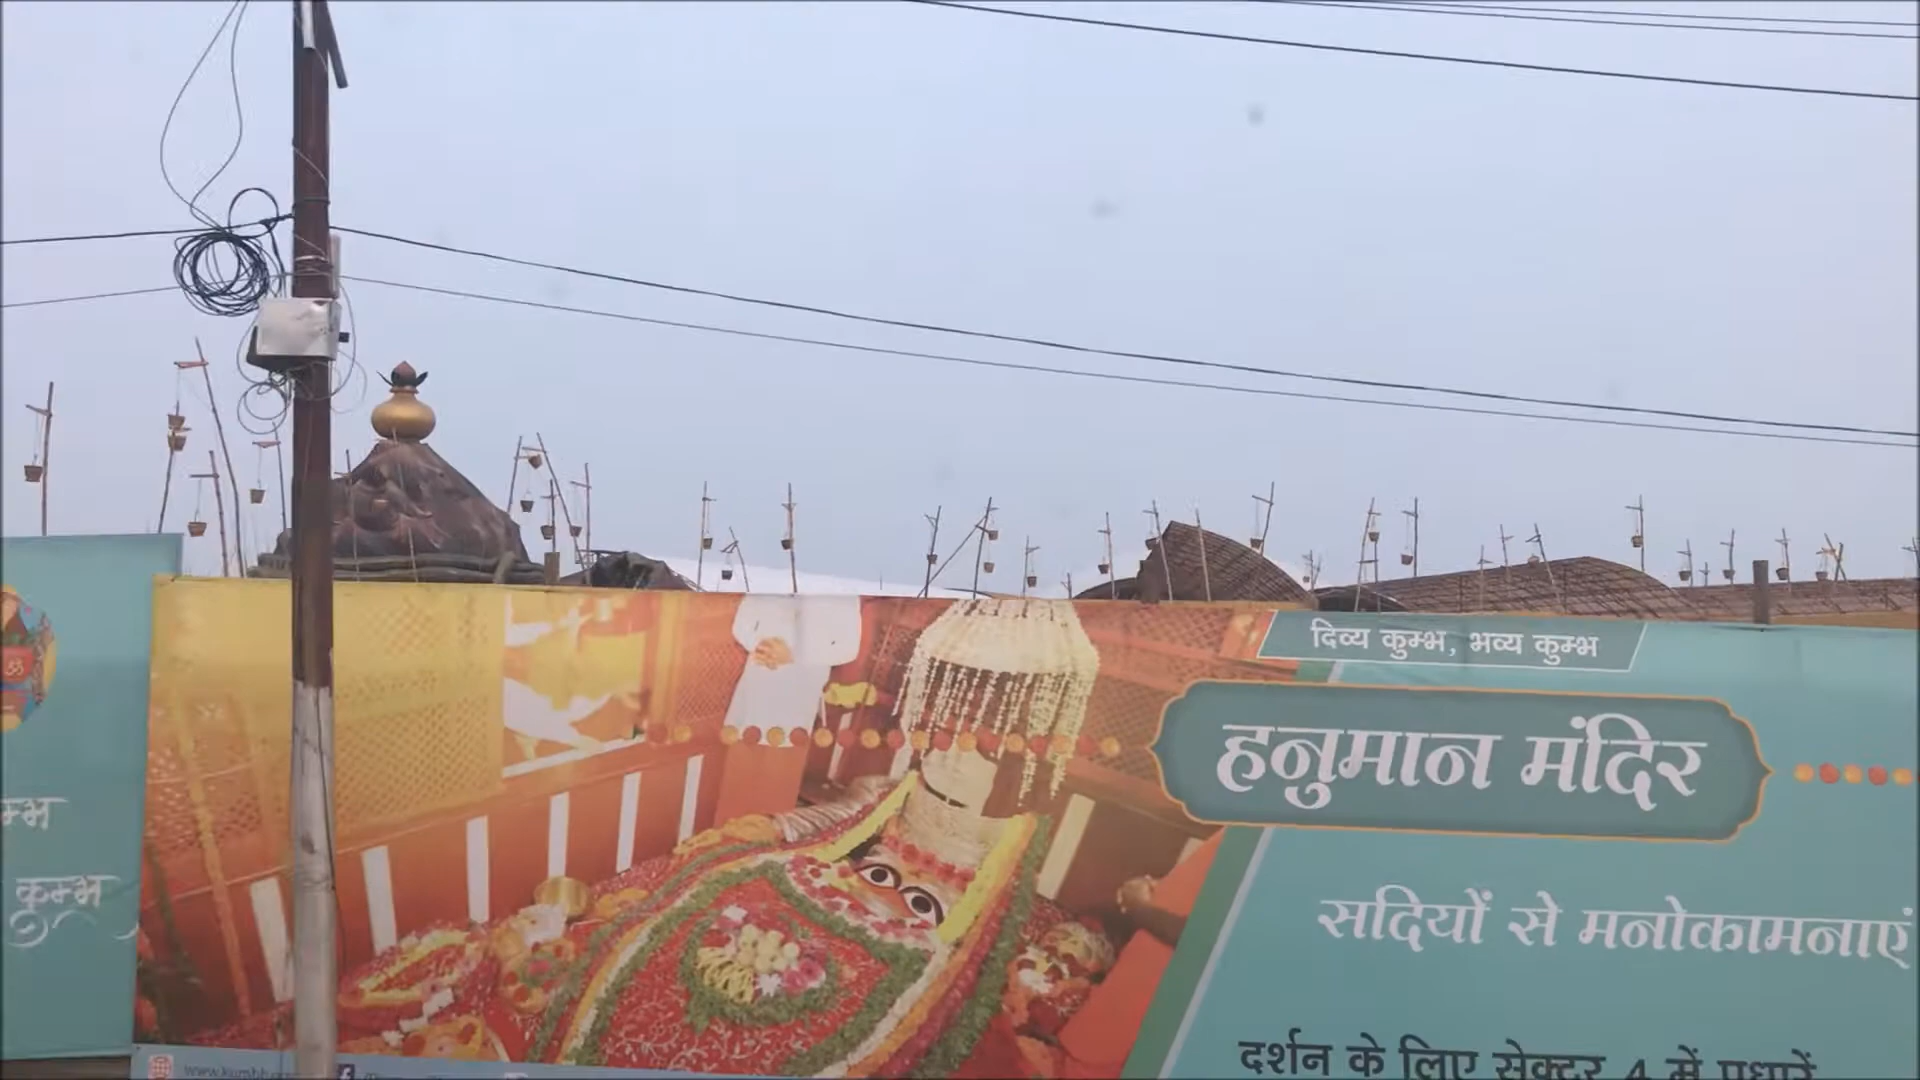 दिव्य कुम्भ, भव्य कुम्भ
हनुमान मंदिर
सदियों से मनोकामनाएं
दर्शन के लिए सेक्टर 4 में पधारें
कुम्भ
ॐ